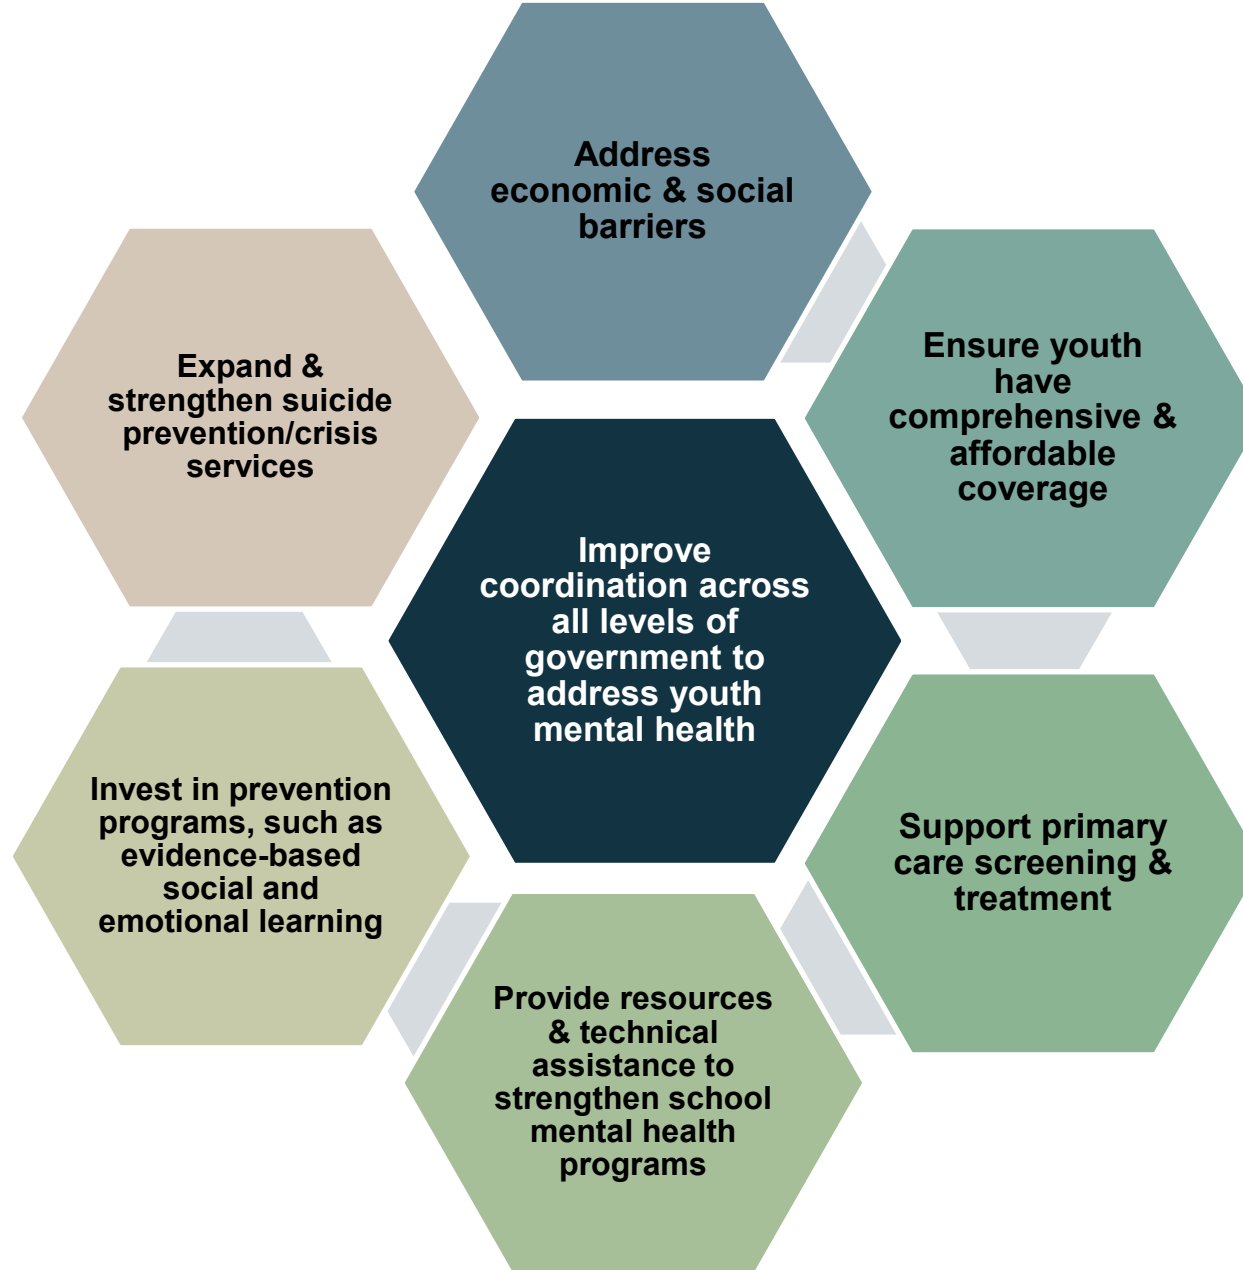 Address
economic & social
barriers
Ensure youth
have
comprehensive &
affordable
coverage
Support primary
care screening &
treatment
Provide resources
& technical
assistance to
strengthen school
mental health
programs
Invest in prevention
programs, such as
evidence-based
social and
emotional learning
Expand &
strengthen suicide
prevention/crisis
services
Improve
coordination across
all levels of
government to
address youth
mental health